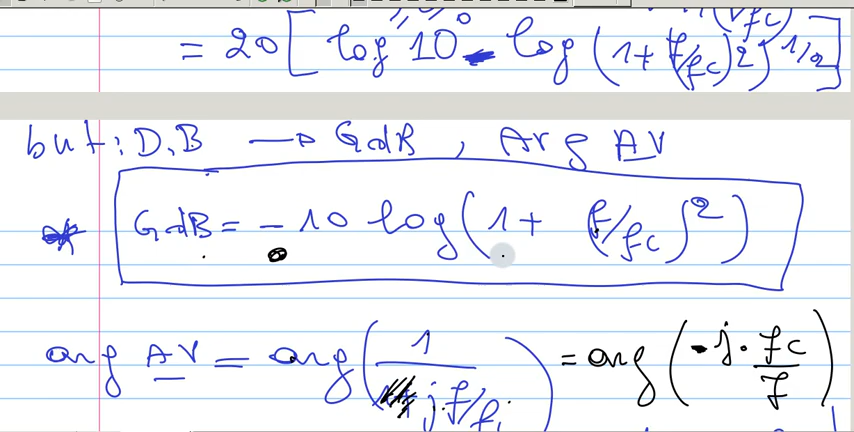 = 20 [ log 10° - log (1 + (f/fc)²)^1/2 ]
but : D.B → GdB , Arg AV
* GdB = - 10 log ( 1 + (f/fc)² )
arg AV = arg ( 1 / j f/fc ) = arg ( -j . fc / f )